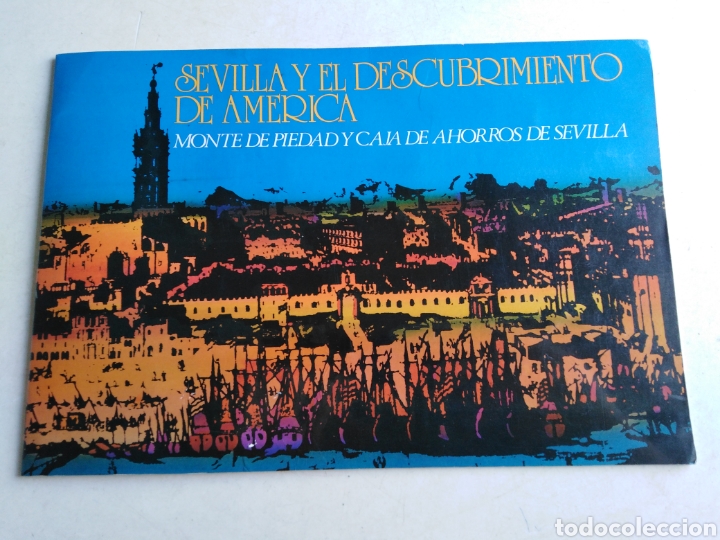 SEVILLA Y EL DESCUBRIMIENTO
DE AMERICA
MONTE DE PIEDAD Y CAJA DE AHORROS DE SEVILLA
todocoleccion